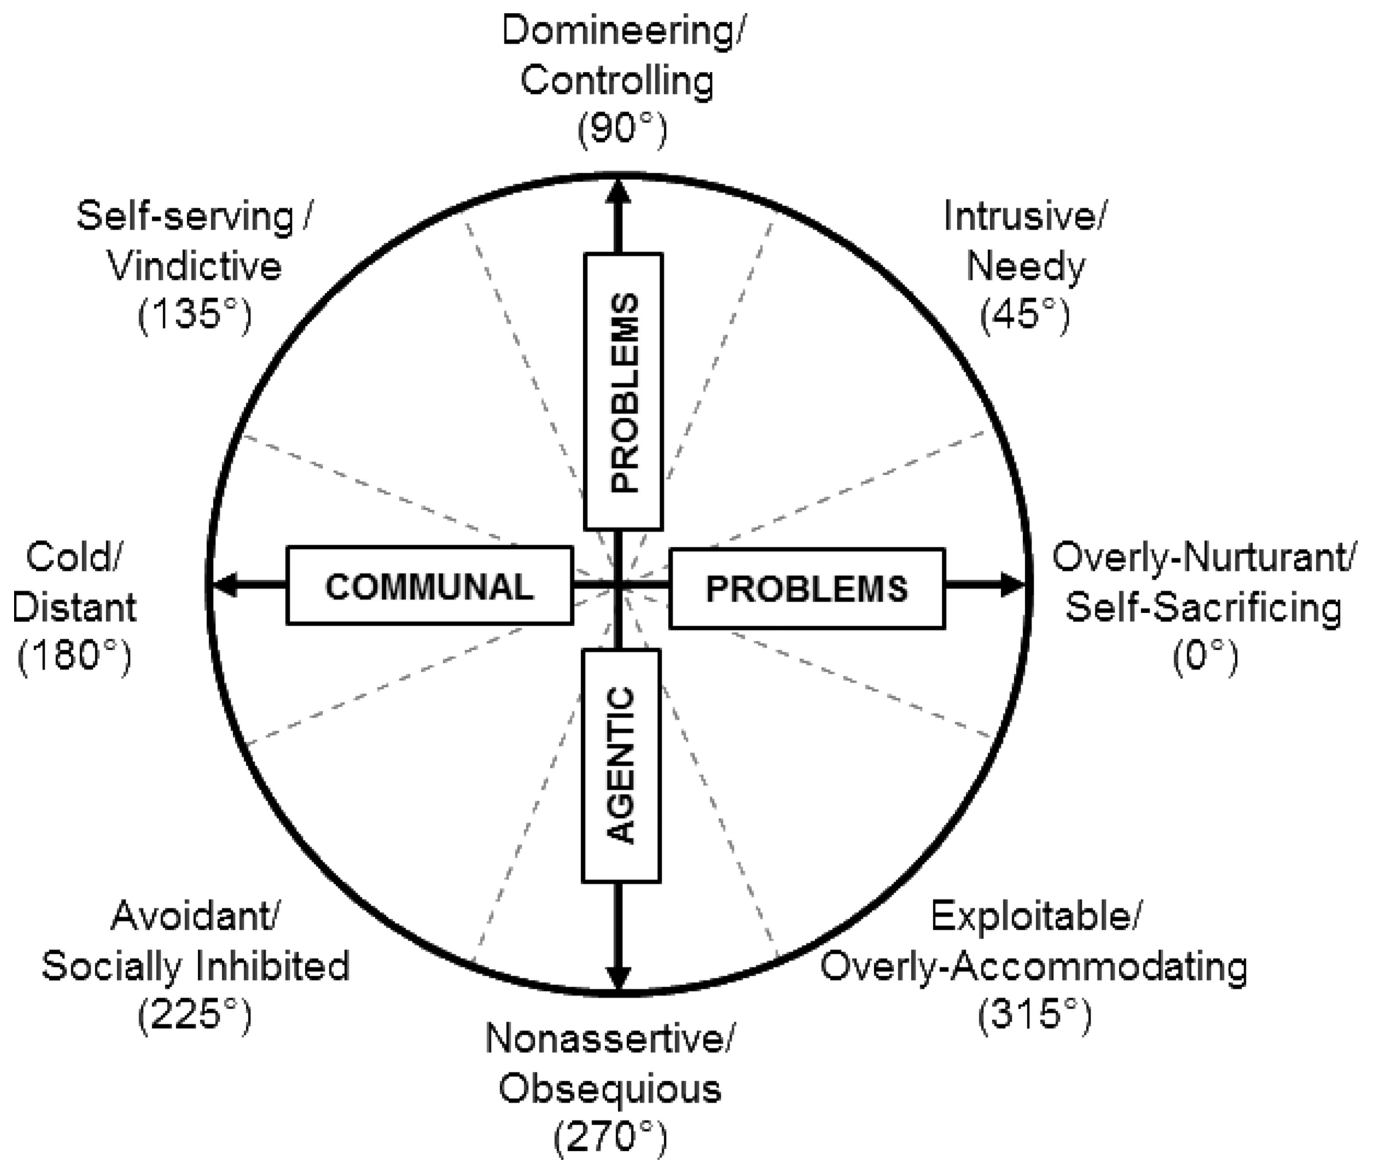 Domineering/
Controlling
(90°)
Self-serving /
Vindictive
(135°)
Intrusive/
Needy
(45°)
PROBLEMS
Cold/
Distant
(180°)
COMMUNAL
PROBLEMS
Overly-Nurturant/
Self-Sacrificing
(0°)
AGENTIC
Avoidant/
Socially Inhibited
(225°)
Exploitable/
Overly-Accommodating
(315°)
Nonassertive/
Obsequious
(270°)